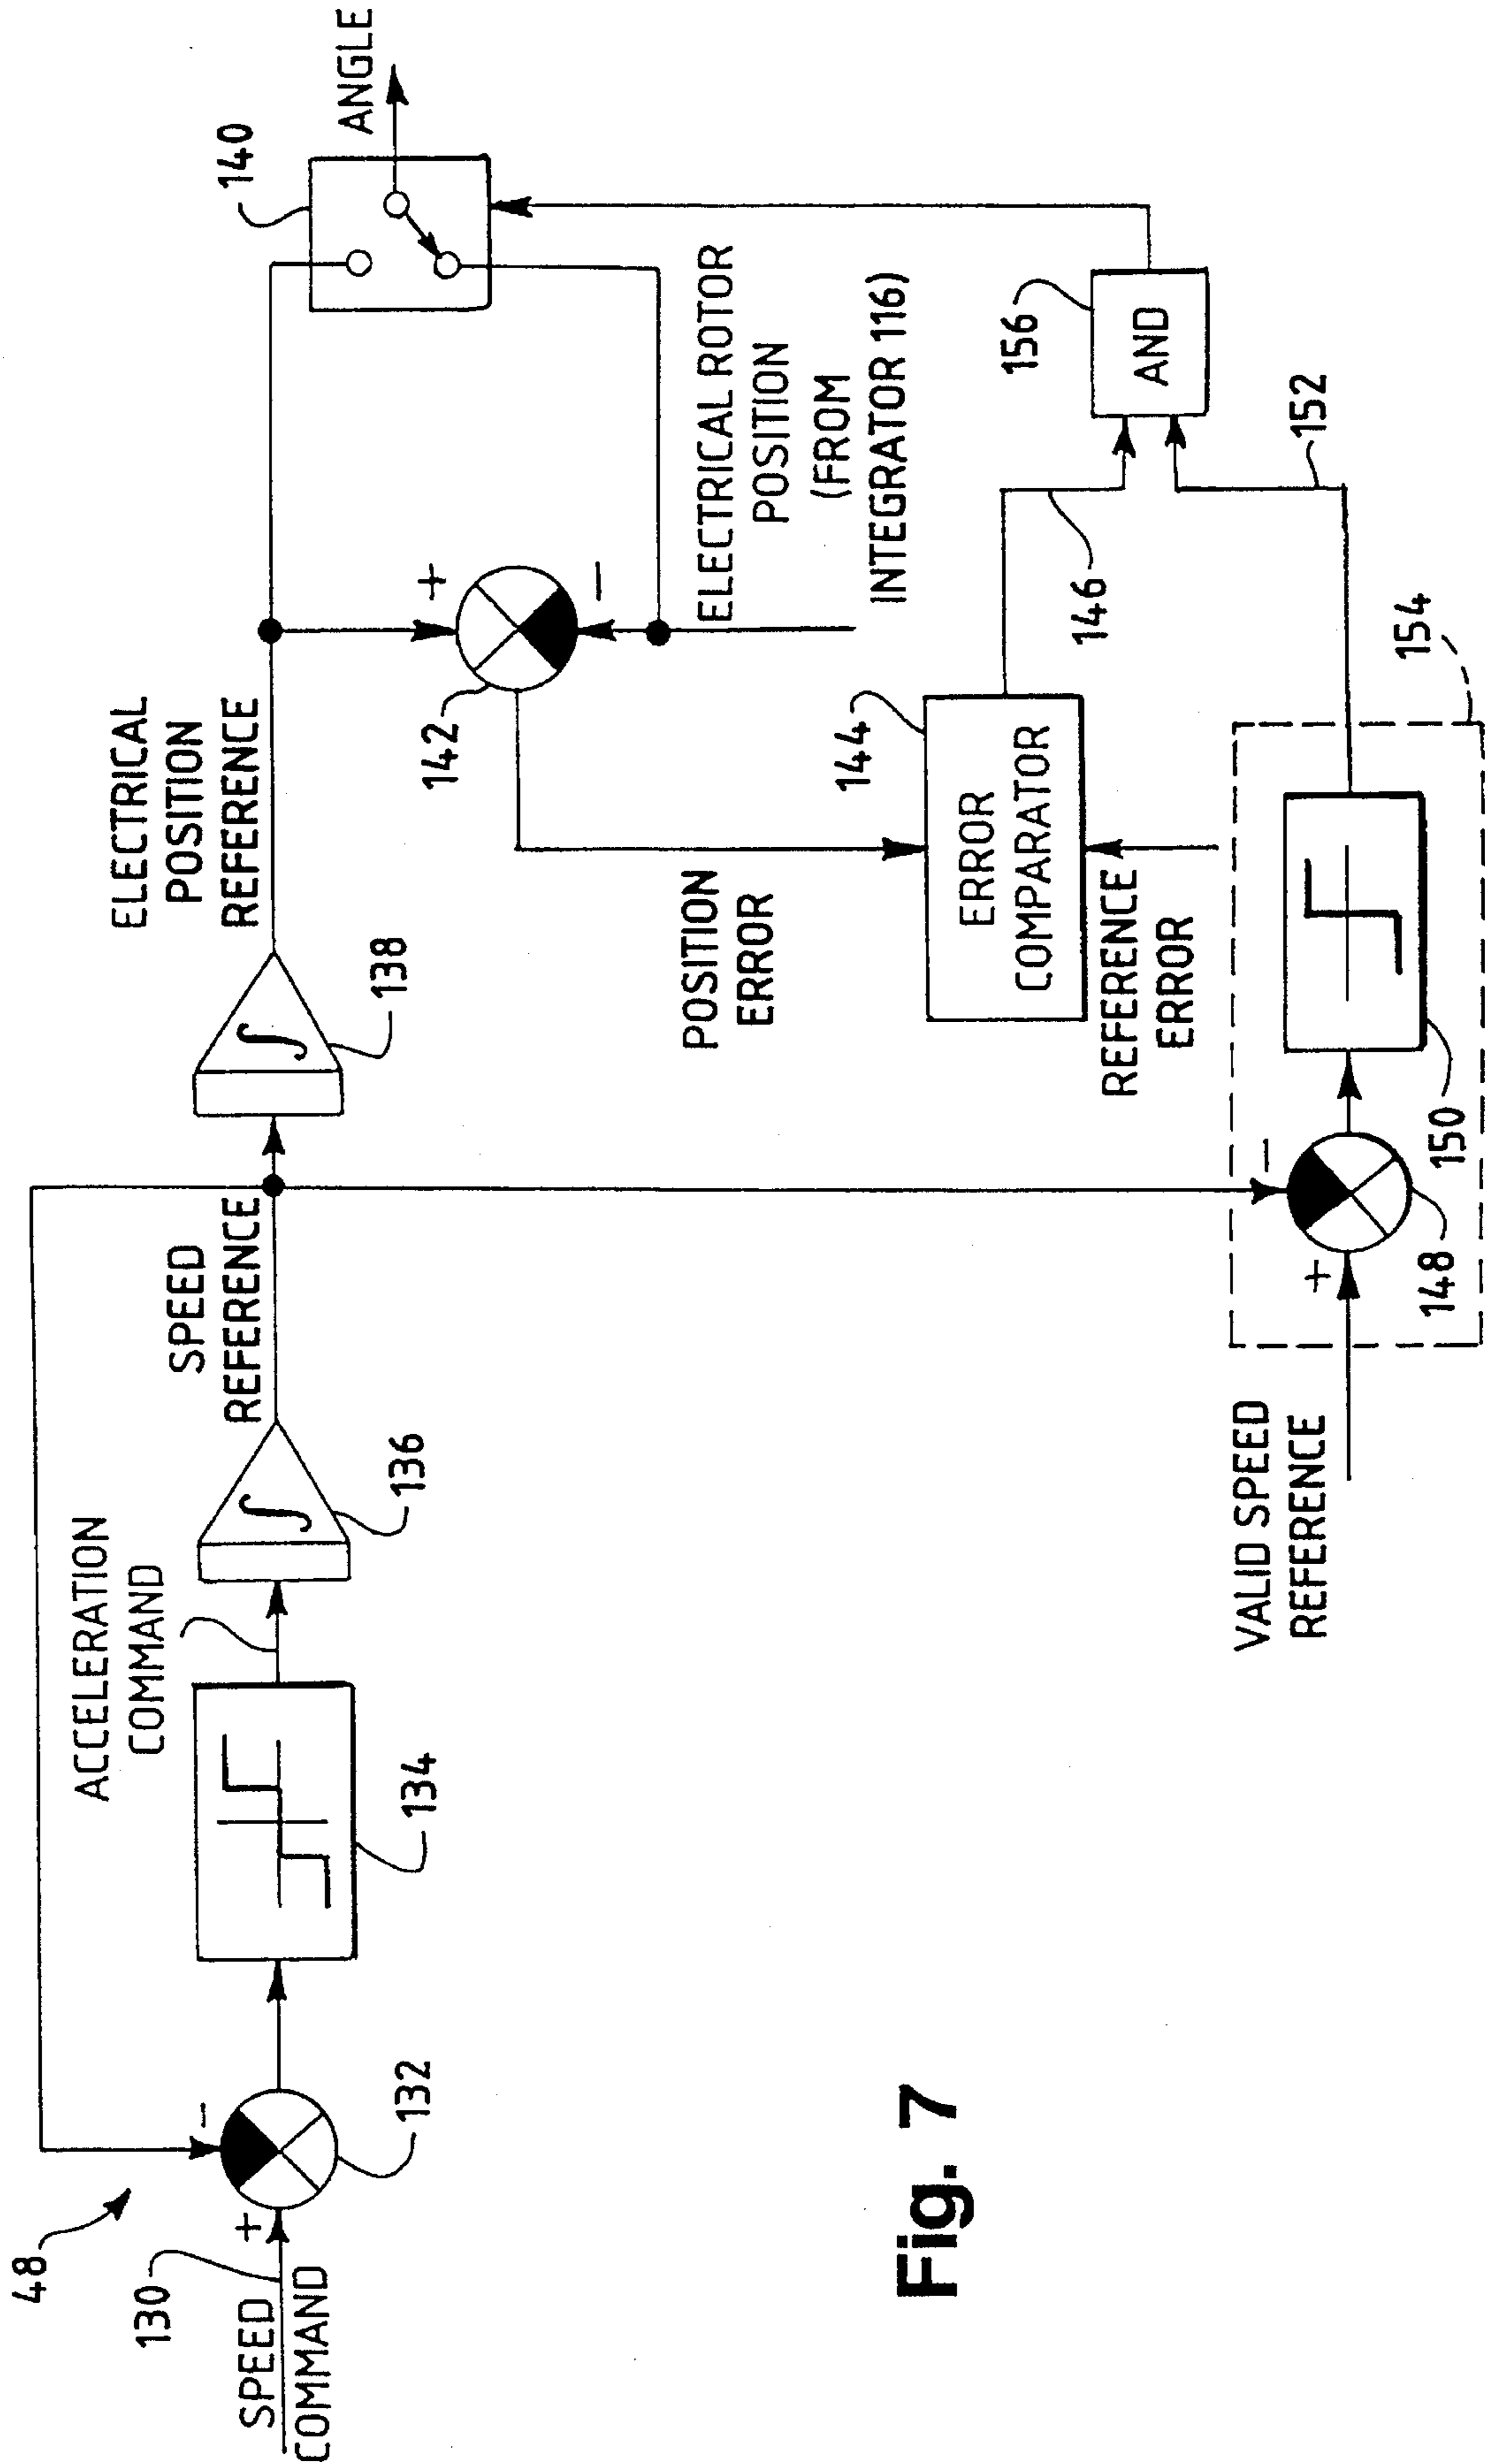 48
130
SPEED
COMMAND
132
134
ACCELERATION
COMMAND
136
SPEED
REFERENCE
138
ELECTRICAL
POSITION
REFERENCE
140
ANGLE
+
-
+
-
142
ELECTRICAL ROTOR
POSITION
(FROM
INTEGRATOR 116)
POSITION
ERROR
144
ERROR
COMPARATOR
REFERENCE
ERROR
146
156
AND
152
154
VALID SPEED
REFERENCE
+
-
148
150
∫
∫
Fig. 7